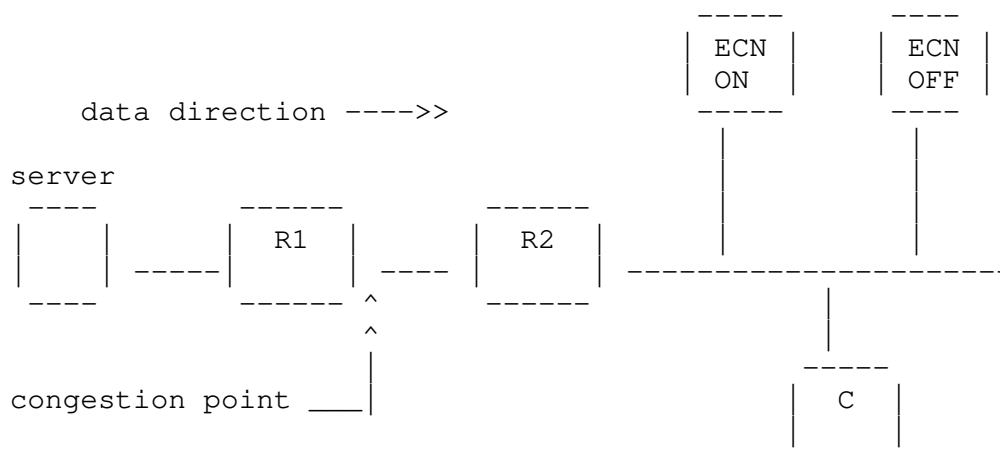 ECN ECN
ON OFF
data direction ---->>
server
R1 R2
congestion point
C